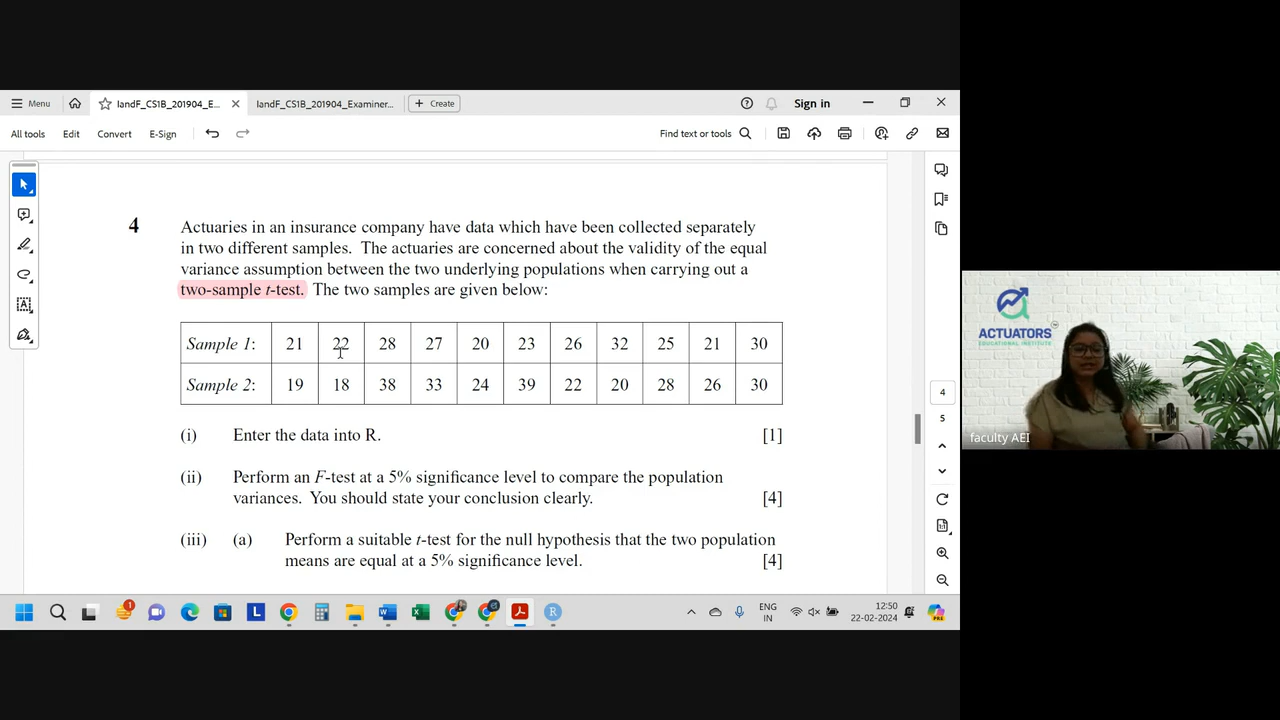 IandF_CS1B_201904_E...
IandF_CS1B_201904_Examiner...
Create
Menu
Sign in
All tools
Edit
Convert
E-Sign
Find text or tools
4
Actuaries in an insurance company have data which have been collected separately
in two different samples. The actuaries are concerned about the validity of the equal
variance assumption between the two underlying populations when carrying out a
two-sample t-test. The two samples are given below:
Sample 1: 21 22 28 27 20 23 26 32 25 21 30
Sample 2: 19 18 38 33 24 39 22 20 28 26 30
(i) Enter the data into R. [1]
(ii) Perform an F-test at a 5% significance level to compare the population
variances. You should state your conclusion clearly. [4]
(iii) (a) Perform a suitable t-test for the null hypothesis that the two population
means are equal at a 5% significance level. [4]
4
5
1:1
1
L
R
ENG
IN
12:50
22-02-2024
PRE
ACTUATORS
EDUCATIONAL INSTITUTE
TM
faculty AEI